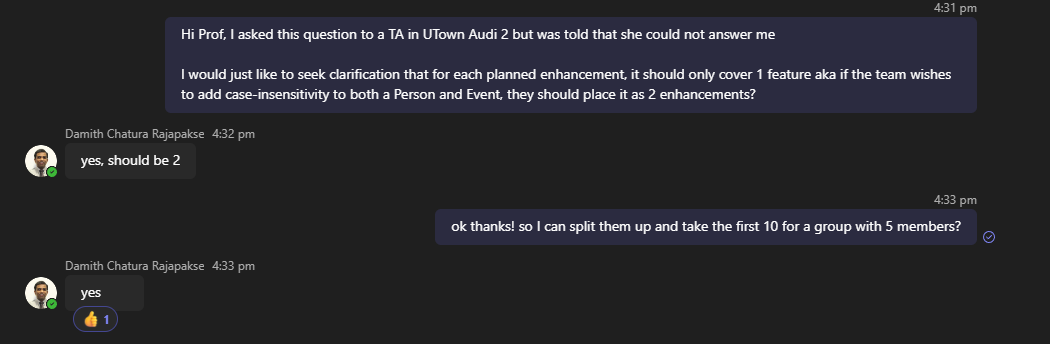 4:31 pm
Hi Prof, I asked this question to a TA in UTown Audi 2 but was told that she could not answer me
I would just like to seek clarification that for each planned enhancement, it should only cover 1 feature aka if the team wishes
to add case-insensitivity to both a Person and Event, they should place it as 2 enhancements?
Damith Chatura Rajapakse 4:32 pm
yes, should be 2
4:33 pm
ok thanks! so I can split them up and take the first 10 for a group with 5 members?
Damith Chatura Rajapakse 4:33 pm
yes
👍 1